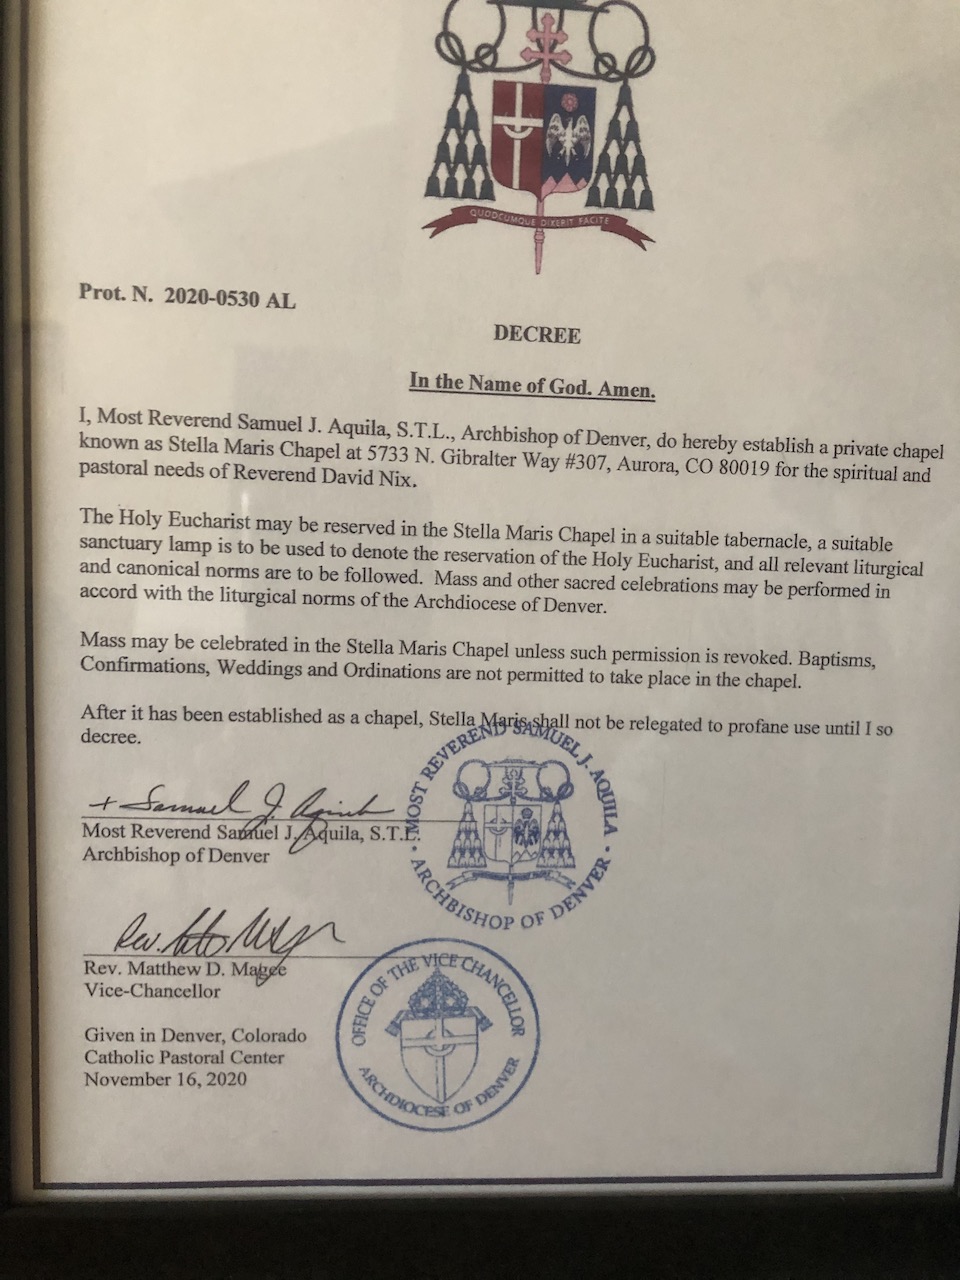 QUODCUMQUE DIXERIT FACITE
Prot. N. 2020-0530 AL
DECREE
In the Name of God. Amen.
I, Most Reverend Samuel J. Aquila, S.T.L., Archbishop of Denver, do hereby establish a private chapel
known as Stella Maris Chapel at 5733 N. Gibralter Way #307, Aurora, CO 80019 for the spiritual and
pastoral needs of Reverend David Nix.
The Holy Eucharist may be reserved in the Stella Maris Chapel in a suitable tabernacle, a suitable
sanctuary lamp is to be used to denote the reservation of the Holy Eucharist, and all relevant liturgical
and canonical norms are to be followed. Mass and other sacred celebrations may be performed in
accord with the liturgical norms of the Archdiocese of Denver.
Mass may be celebrated in the Stella Maris Chapel unless such permission is revoked. Baptisms,
Confirmations, Weddings and Ordinations are not permitted to take place in the chapel.
After it has been established as a chapel, Stella Maris shall not be relegated to profane use until I so
decree.
+ Samuel J. Aquila
Most Reverend Samuel J. Aquila, S.T.L.
Archbishop of Denver
MOST REVEREND SAMUEL J. AQUILA
ARCHBISHOP OF DENVER
Rev.
Rev. Matthew D. Magee
Vice-Chancellor
OFFICE OF THE VICE CHANCELLOR
ARCHDIOCESE OF DENVER
Given in Denver, Colorado
Catholic Pastoral Center
November 16, 2020